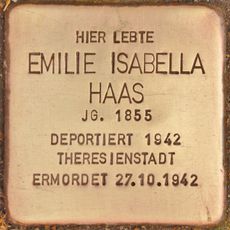 HIER LEBTE
EMILIE ISABELLA
HAAS
JG. 1855
DEPORTIERT 1942
THERESIENSTADT
ERMORDET 27.10.1942